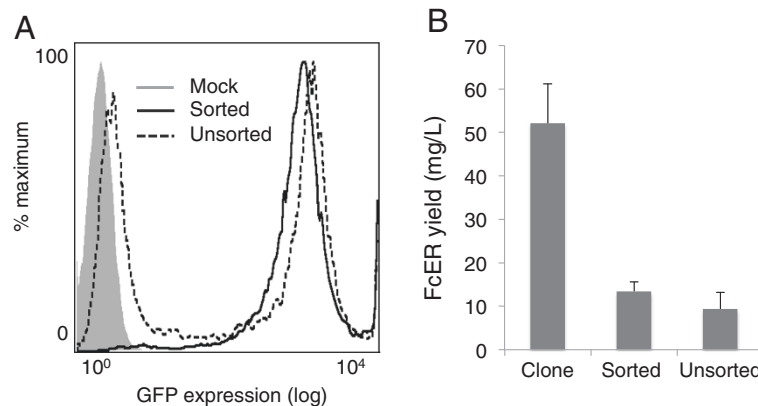 A
100
% maximum
0
Mock
Sorted
Unsorted
10⁰
10⁴
GFP expression (log)
B
FcER yield (mg/L)
70
60
50
40
30
20
10
0
Clone
Sorted
Unsorted